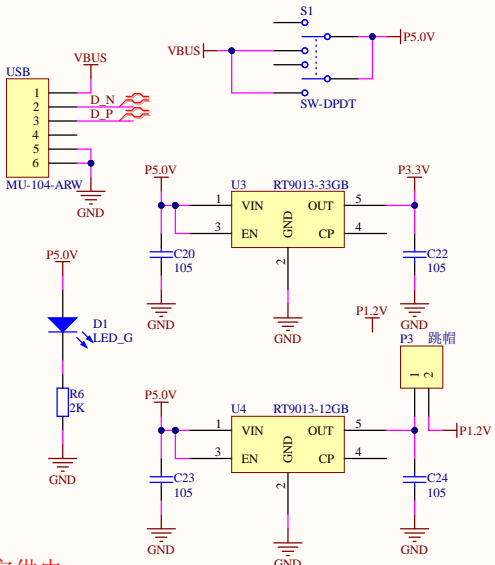 S1
VBUS
P5.0V
SW-DPDT
VBUS
USB
1
2
3
4
5
6
D_N
D_P
MU-104-ARW
GND
P5.0V
U3
RT9013-33GB
P3.3V
1
VIN
OUT
5
3
EN
CP
4
GND
2
C20
105
C22
105
GND
GND
GND
P5.0V
D1
LED_G
R6
2K
GND
P1.2V
P3
跳帽
1
2
P1.2V
P5.0V
U4
RT9013-12GB
1
VIN
OUT
5
3
EN
CP
4
GND
2
C23
105
C24
105
GND
GND
GND